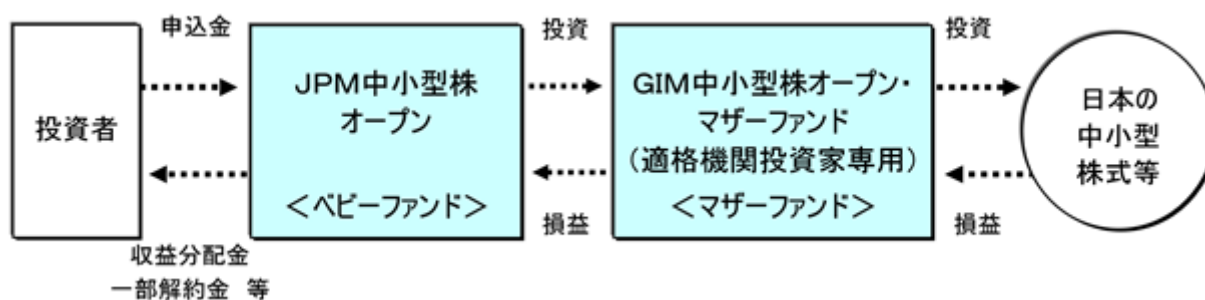 申込金
投資
投資
投資者
JPM中小型株
オープン
<ベビーファンド>
GIM中小型株オープン・
マザーファンド
(適格機関投資家専用)
<マザーファンド>
日本の
中小型
株式等
収益分配金
一部解約金 等
損益
損益